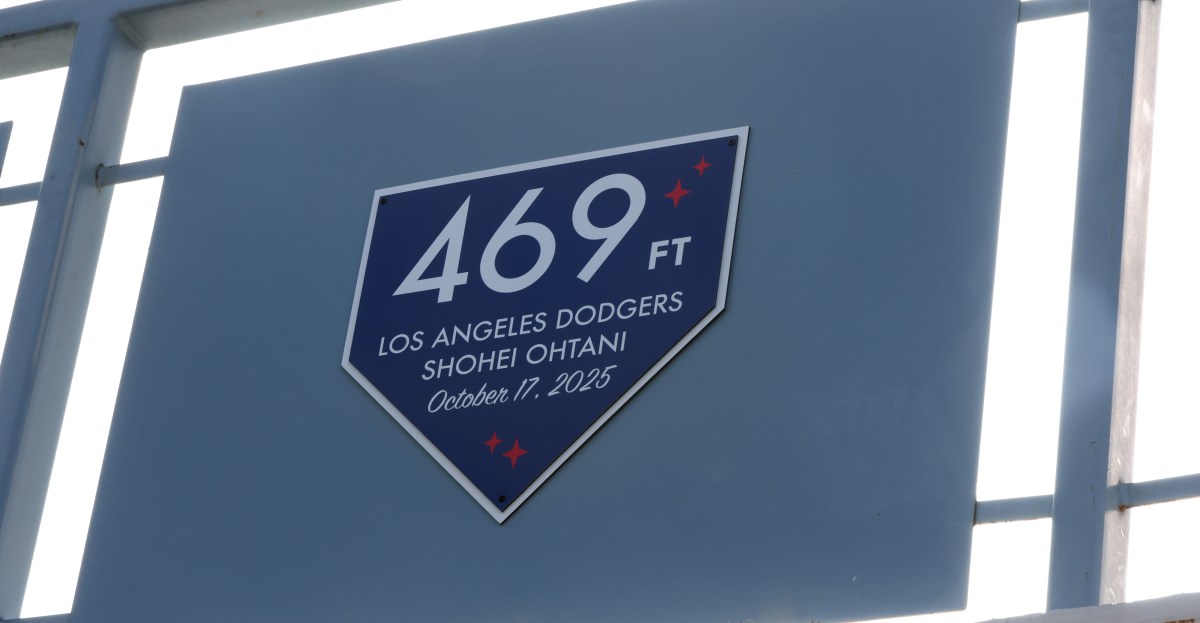 469 FT
LOS ANGELES DODGERS
SHOHEI OHTANI
October 17, 2025